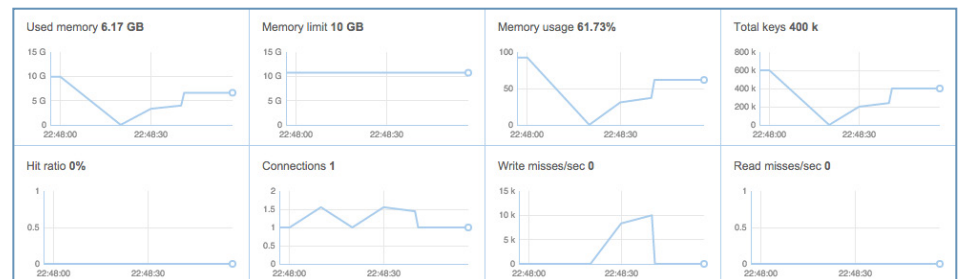 Used memory 6.17 GB
Memory limit 10 GB
Memory usage 61.73%
Total keys 400 k
15 G
10 G
5 G
0
22:48:00 22:48:30
15 G
10 G
5 G
0
22:48:00 22:48:30
100
50
0
22:48:00 22:48:30
800 k
600 k
400 k
200 k
0
22:48:00 22:48:30
Hit ratio 0%
Connections 1
Write misses/sec 0
Read misses/sec 0
1
0.5
0
22:48:00 22:48:30
2
1.5
1
0.5
0
22:48:00 22:48:30
15 k
10 k
5 k
0
22:48:00 22:48:30
1
0.5
0
22:48:00 22:48:30